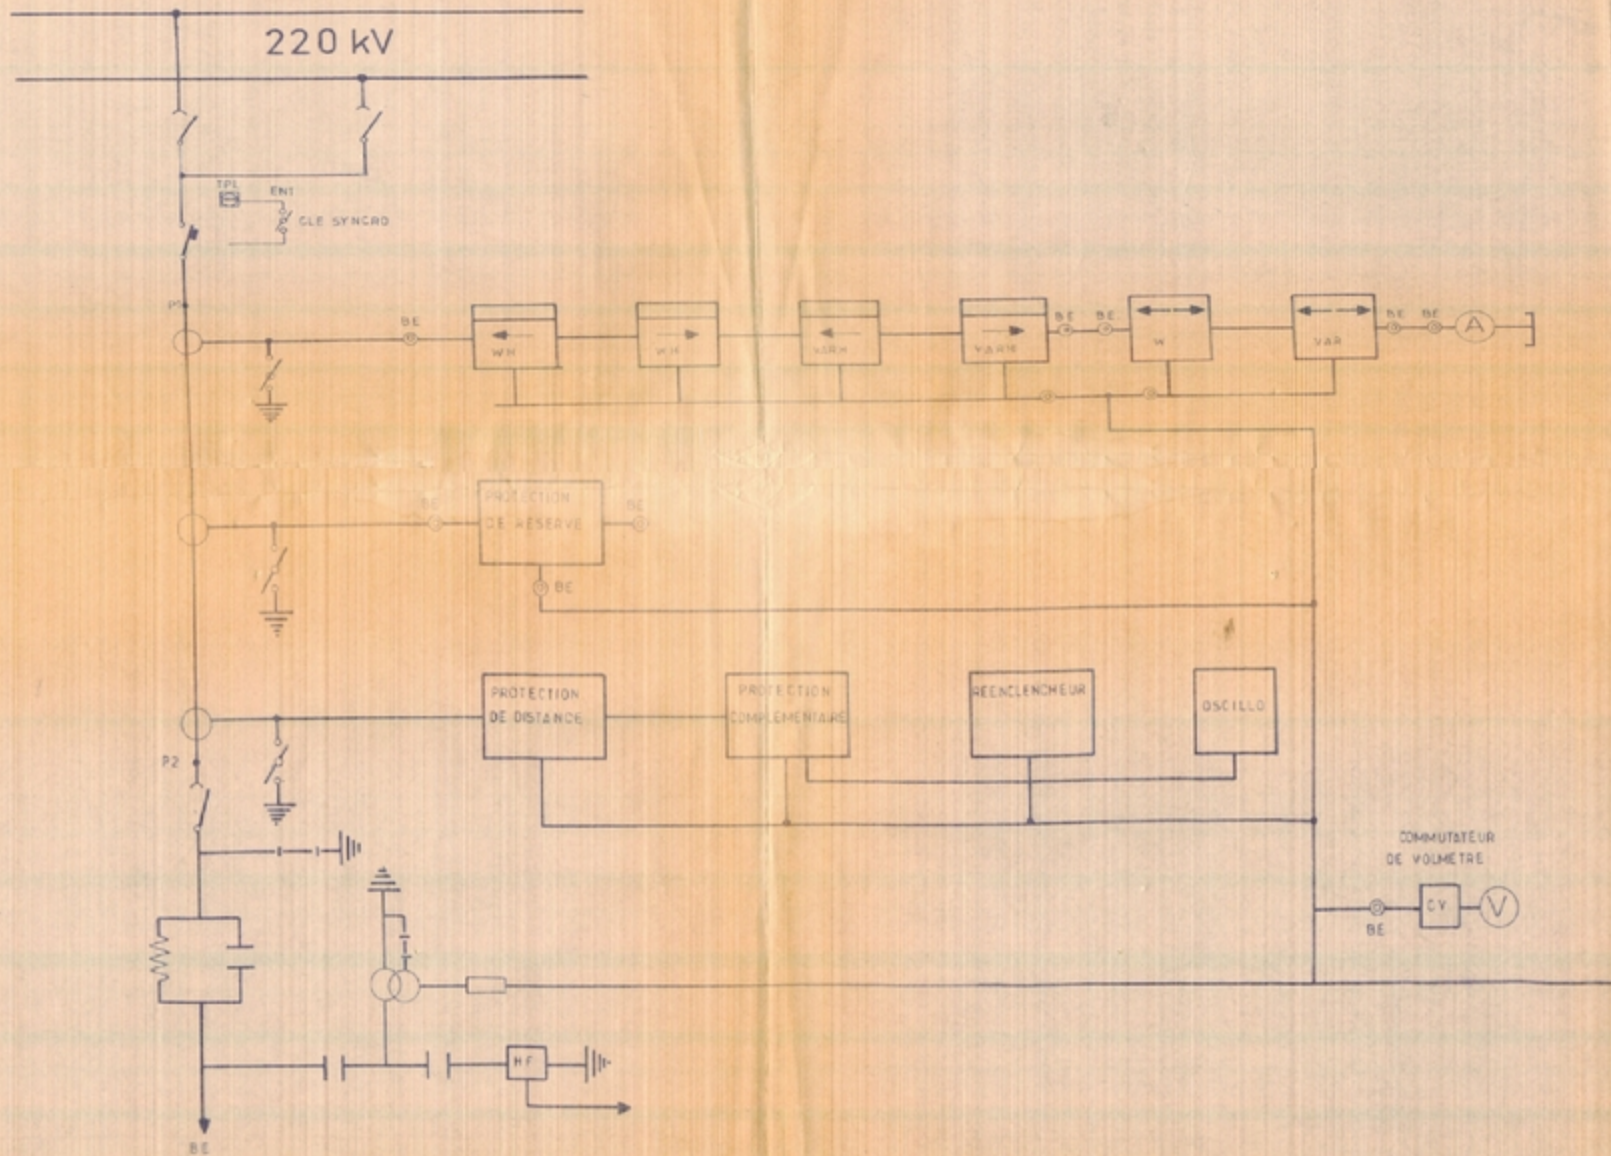 220 kV
TPL
ENT
CLE SYNCRO
P1
BE
WH
WH
VARH
VARH
BE BE
W
VAR
BE BE
A
BE
PROTECTION
DE RESERVE
BE
BE
PROTECTION
DE DISTANCE
PROTECTION
COMPLEMENTAIRE
REENCLENCHEUR
OSCILLO
P2
COMMUTATEUR
DE VOLMETRE
CV
V
BE
HF
BE